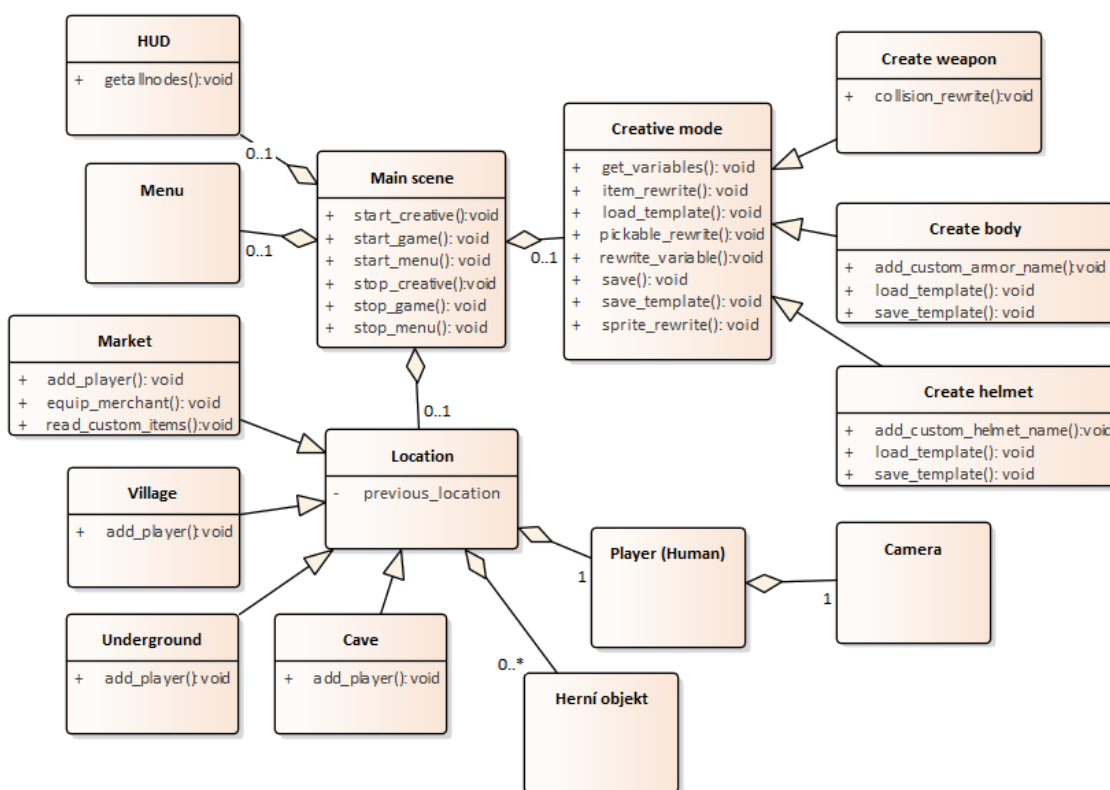 HUD
+ getallnodes():void
0..1
Menu
0..1
Main scene
+ start_creative():void
+ start_game(): void
+ start_menu(): void
+ stop_creative():void
+ stop_game(): void
+ stop_menu(): void
0..1
Creative mode
+ get_variables(): void
+ item_rewrite(): void
+ load_template(): void
+ pickable_rewrite(): void
+ rewrite_variable():void
+ save(): void
+ save_template(): void
+ sprite_rewrite(): void
Create weapon
+ collision_rewrite():void
Create body
+ add_custom_armor_name():void
+ load_template(): void
+ save_template(): void
Create helmet
+ add_custom_helmet_name():void
+ load_template(): void
+ save_template(): void
Market
+ add_player(): void
+ equip_merchant(): void
+ read_custom_items():void
0..1
Location
- previous_location
Village
+ add_player(): void
Underground
+ add_player(): void
Cave
+ add_player(): void
0..*
Herní objekt
1
Player (Human)
1
Camera